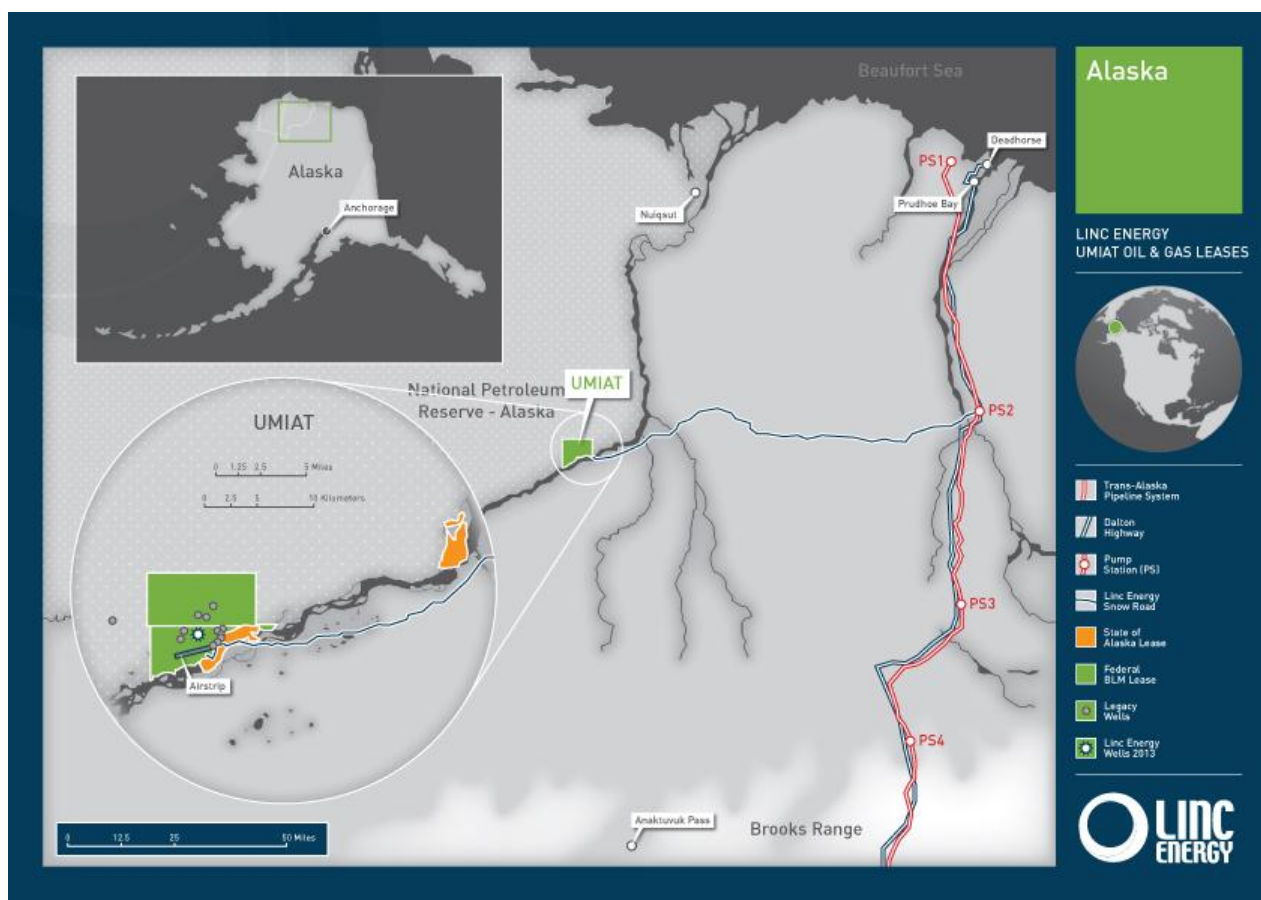 Beaufort Sea
Alaska
Anchorage
Alaska
Deadhorse
PS1
Prudhoe Bay
Nuiqsut
LINC ENERGY
UMIAT OIL & GAS LEASES
National Petroleum
Reserve - Alaska
UMIAT
PS2
UMIAT
0 1.25 2.5 5 Miles
0 2.5 5 10 Kilometers
Airstrip
PS3
PS4
Anaktuvuk Pass
Brooks Range
0 12.5 25 50 Miles
Trans-Alaska
Pipeline System
Dalton
Highway
Pump
Station (PS)
Linc Energy
Snow Road
State of
Alaska Lease
Federal
BLM Lease
Legacy
Wells
Linc Energy
Wells 2013
LINC
ENERGY